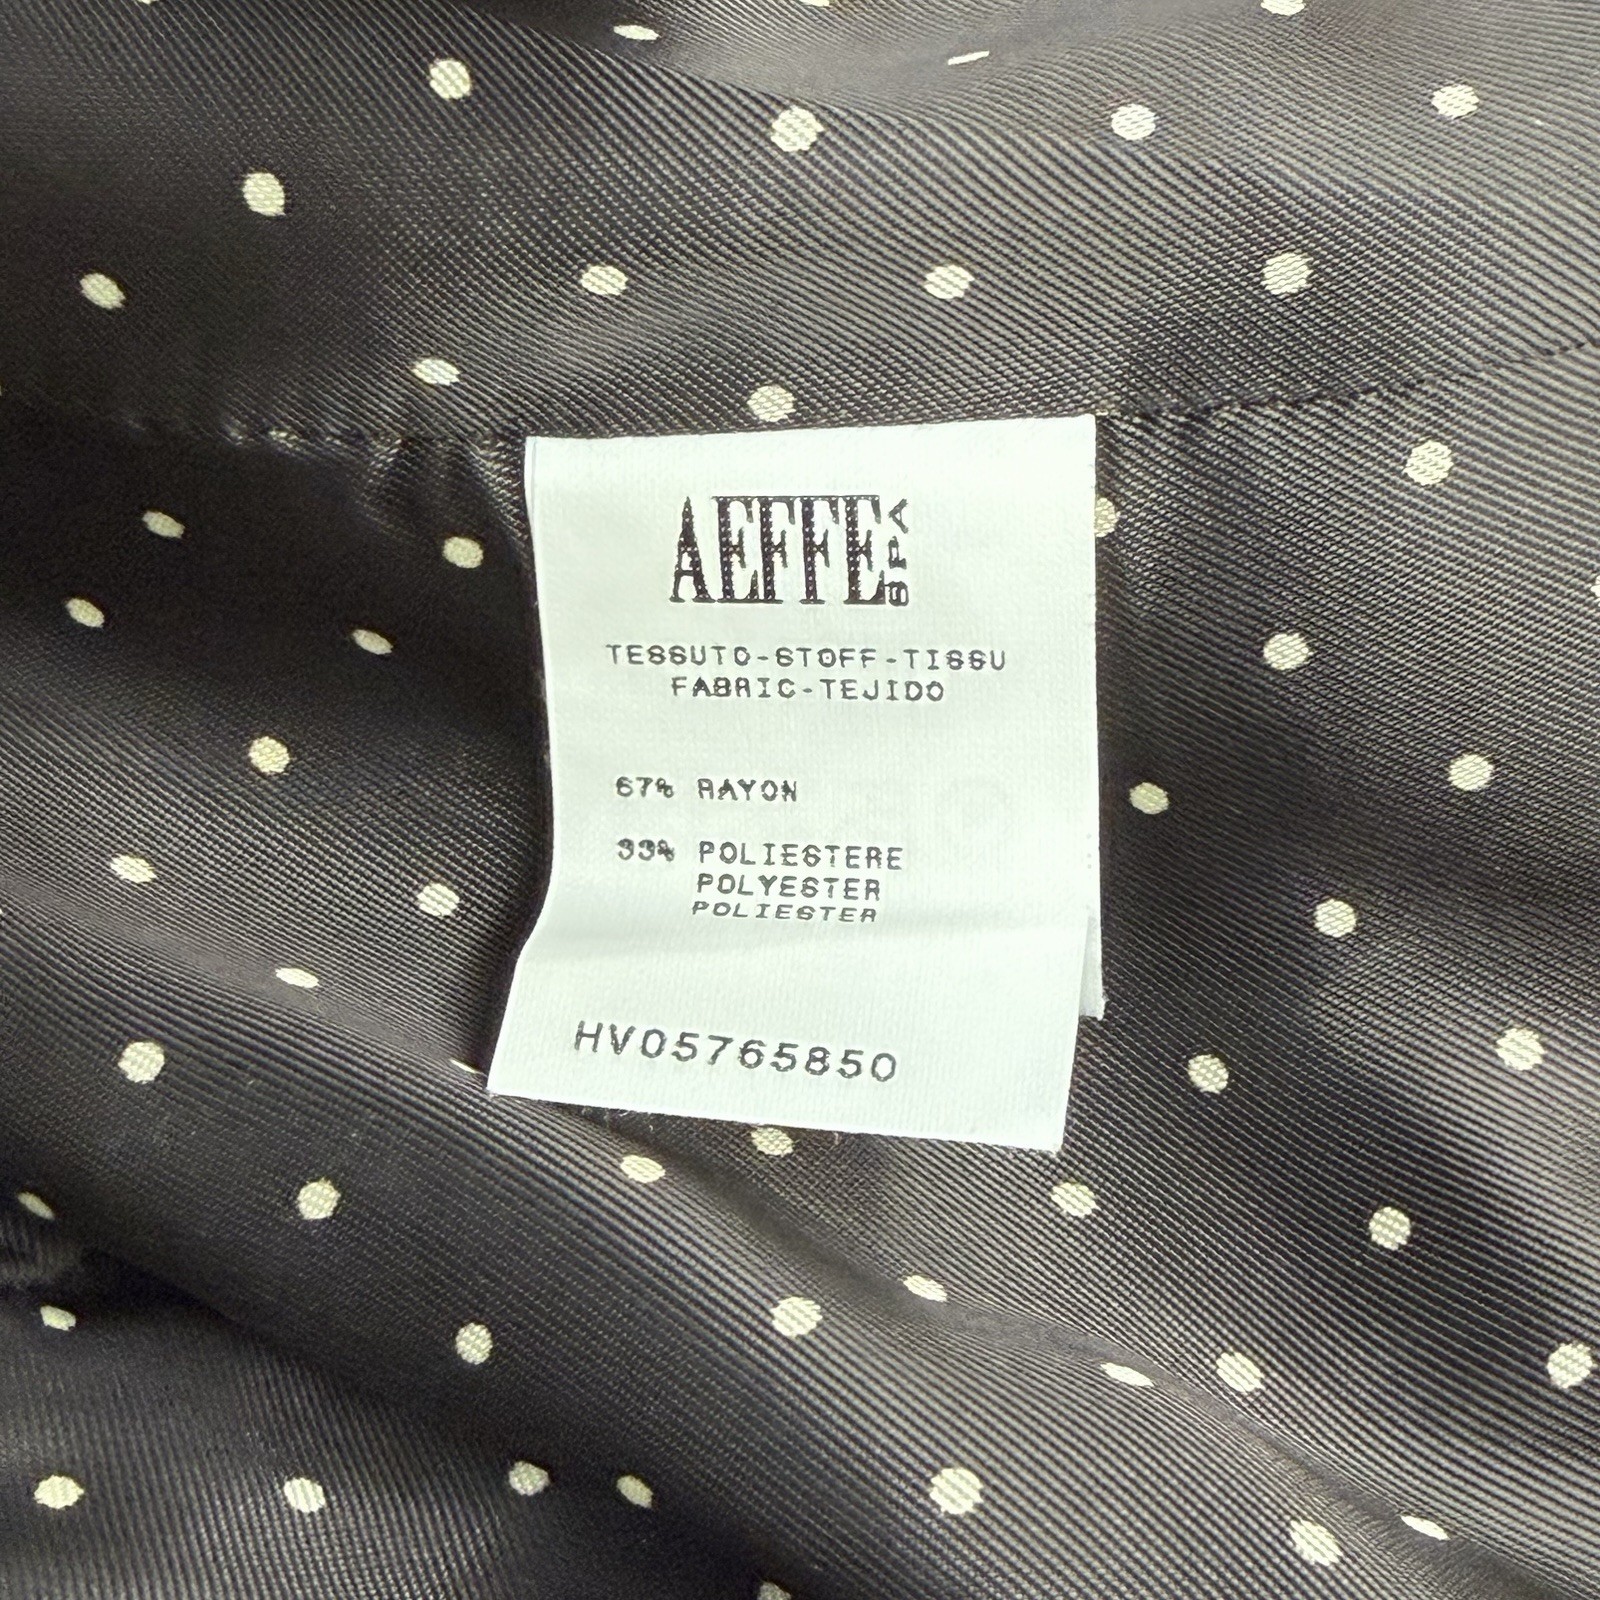 AEFFE SPA
TESSUTO-STOFF-TISSU
FABRIC-TEJIDO
67% RAYON
33% POLIESTERE
POLYESTER
POLIESTER
HV05765850